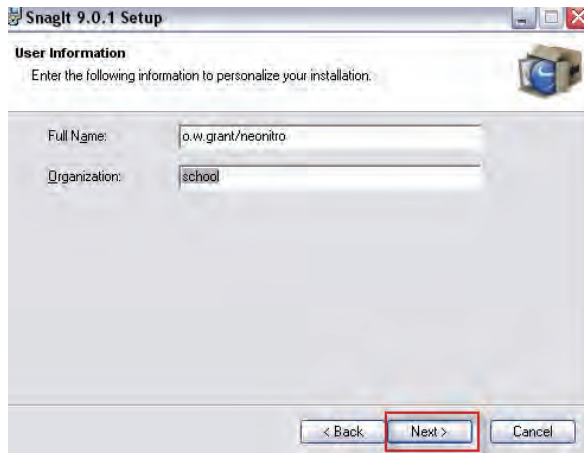 SnagIt 9.0.1 Setup
User Information
Enter the following information to personalize your installation.
Full Name: o.w.grant/neonitro
Organization: school
< Back Next > Cancel